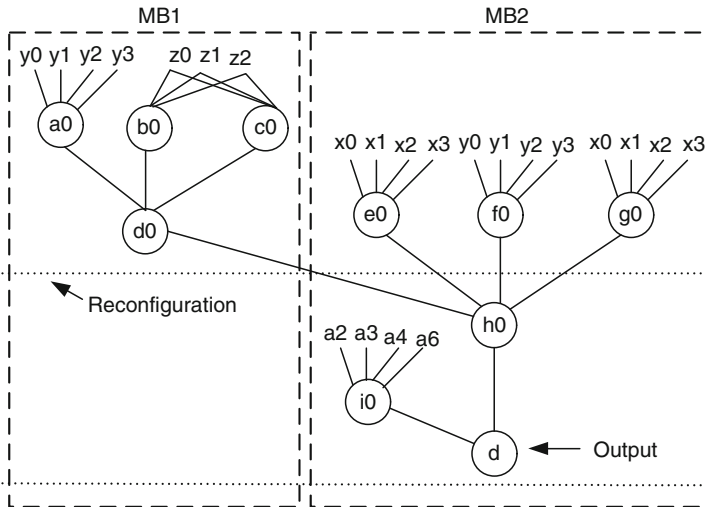 MB1 MB2
y0 y1 y2 y3 z0 z1 z2
a0 b0 c0
x0 x1 x2 x3 y0 y1 y2 y3 x0 x1 x2 x3
e0 f0 g0
d0
Reconfiguration
h0
a2 a3 a4 a6
i0
d Output